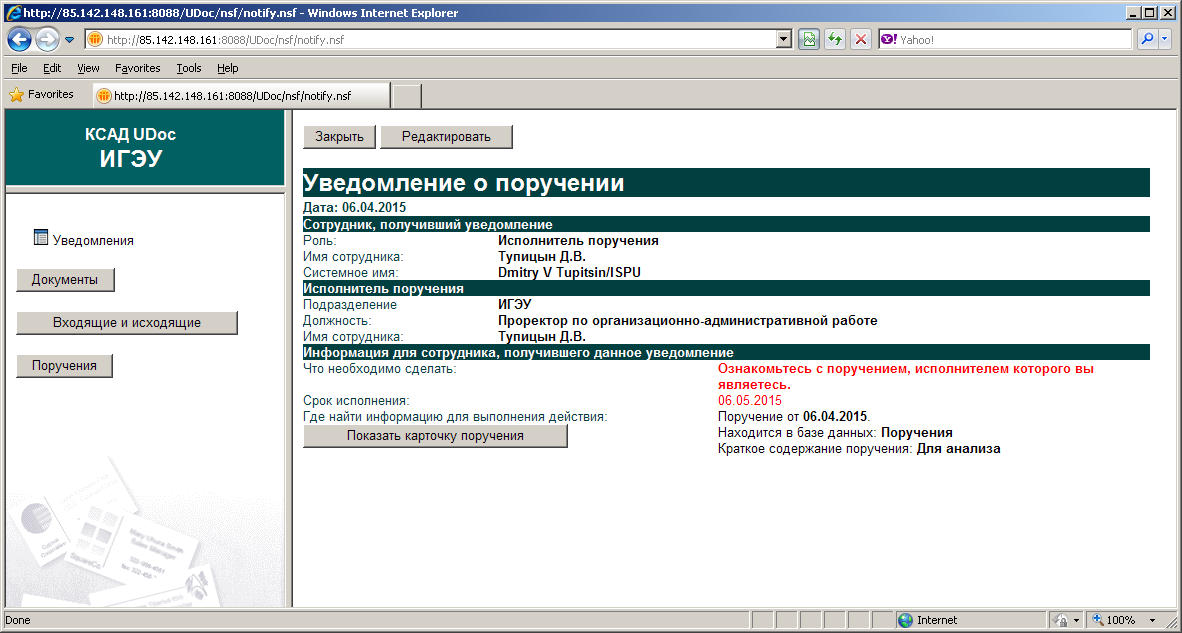 http://85.142.148.161:8088/UDoc/nsf/notify.nsf - Windows Internet Explorer
http://85.142.148.161:8088/UDoc/nsf/notify.nsf
Yahoo!
File Edit View Favorites Tools Help
Favorites
http://85.142.148.161:8088/UDoc/nsf/notify.nsf
КСАД UDoc
ИГЭУ
Уведомления
Документы
Входящие и исходящие
Поручения
Закрыть Редактировать
Уведомление о поручении
Дата: 06.04.2015
Сотрудник, получивший уведомление
Роль: Исполнитель поручения
Имя сотрудника: Тупицын Д.В.
Системное имя: Dmitry V Tupitsin/ISPU
Исполнитель поручения
Подразделение ИГЭУ
Должность: Проректор по организационно-административной работе
Имя сотрудника: Тупицын Д.В.
Информация для сотрудника, получившего данное уведомление
Что необходимо сделать: Ознакомьтесь с поручением, исполнителем которого вы
являетесь.
Срок исполнения: 06.05.2015
Где найти информацию для выполнения действия: Поручение от 06.04.2015.
Показать карточку поручения
Находится в базе данных: Поручения
Краткое содержание поручения: Для анализа
Done Internet 100%